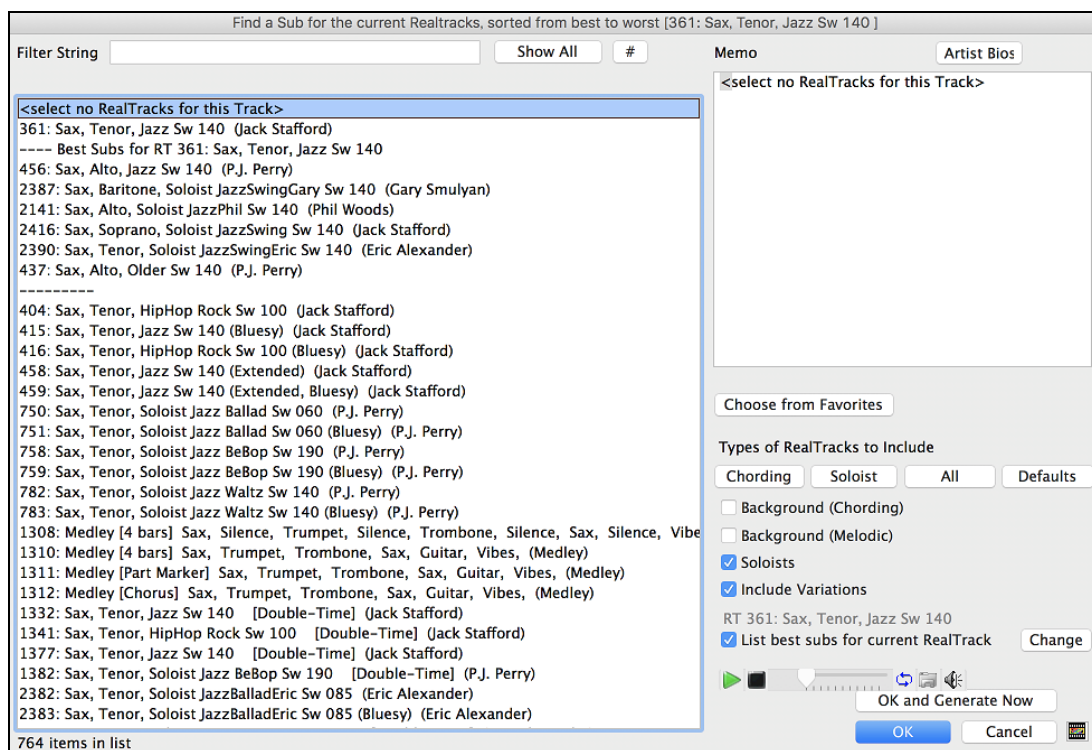 Find a Sub for the current Realtracks, sorted from best to worst [361: Sax, Tenor, Jazz Sw 140 ]
Filter String
Show All
#
<select no RealTracks for this Track>
361: Sax, Tenor, Jazz Sw 140 (Jack Stafford)
---- Best Subs for RT 361: Sax, Tenor, Jazz Sw 140
456: Sax, Alto, Jazz Sw 140 (P.J. Perry)
2387: Sax, Baritone, Soloist JazzSwingGary Sw 140 (Gary Smulyan)
2141: Sax, Alto, Soloist JazzPhil Sw 140 (Phil Woods)
2416: Sax, Soprano, Soloist JazzSwing Sw 140 (Jack Stafford)
2390: Sax, Tenor, Soloist JazzSwingEric Sw 140 (Eric Alexander)
437: Sax, Alto, Older Sw 140 (P.J. Perry)
---------
404: Sax, Tenor, HipHop Rock Sw 100 (Jack Stafford)
415: Sax, Tenor, Jazz Sw 140 (Bluesy) (Jack Stafford)
416: Sax, Tenor, HipHop Rock Sw 100 (Bluesy) (Jack Stafford)
458: Sax, Tenor, Jazz Sw 140 (Extended) (Jack Stafford)
459: Sax, Tenor, Jazz Sw 140 (Extended, Bluesy) (Jack Stafford)
750: Sax, Tenor, Soloist Jazz Ballad Sw 060 (P.J. Perry)
751: Sax, Tenor, Soloist Jazz Ballad Sw 060 (Bluesy) (P.J. Perry)
758: Sax, Tenor, Soloist Jazz BeBop Sw 190 (P.J. Perry)
759: Sax, Tenor, Soloist Jazz BeBop Sw 190 (Bluesy) (P.J. Perry)
782: Sax, Tenor, Soloist Jazz Waltz Sw 140 (P.J. Perry)
783: Sax, Tenor, Soloist Jazz Waltz Sw 140 (Bluesy) (P.J. Perry)
1308: Medley [4 bars] Sax, Silence, Trumpet, Silence, Trombone, Silence, Sax, Silence, Vibe
1310: Medley [4 bars] Sax, Trumpet, Trombone, Sax, Guitar, Vibes, (Medley)
1311: Medley [Part Marker] Sax, Trumpet, Trombone, Sax, Guitar, Vibes, (Medley)
1312: Medley [Chorus] Sax, Trumpet, Trombone, Sax, Guitar, Vibes, (Medley)
1332: Sax, Tenor, Jazz Sw 140 [Double-Time] (Jack Stafford)
1341: Sax, Tenor, HipHop Rock Sw 100 [Double-Time] (Jack Stafford)
1377: Sax, Tenor, Jazz Sw 140 [Double-Time] (Jack Stafford)
1382: Sax, Tenor, Soloist Jazz BeBop Sw 190 [Double-Time] (P.J. Perry)
2382: Sax, Tenor, Soloist JazzBalladEric Sw 085 (Eric Alexander)
2383: Sax, Tenor, Soloist JazzBalladEric Sw 085 (Bluesy) (Eric Alexander)
764 items in list
Memo
Artist Bios
<select no RealTracks for this Track>
Choose from Favorites
Types of RealTracks to Include
Chording
Soloist
All
Defaults
Background (Chording)
Background (Melodic)
Soloists
Include Variations
RT 361: Sax, Tenor, Jazz Sw 140
List best subs for current RealTrack
Change
OK and Generate Now
OK
Cancel